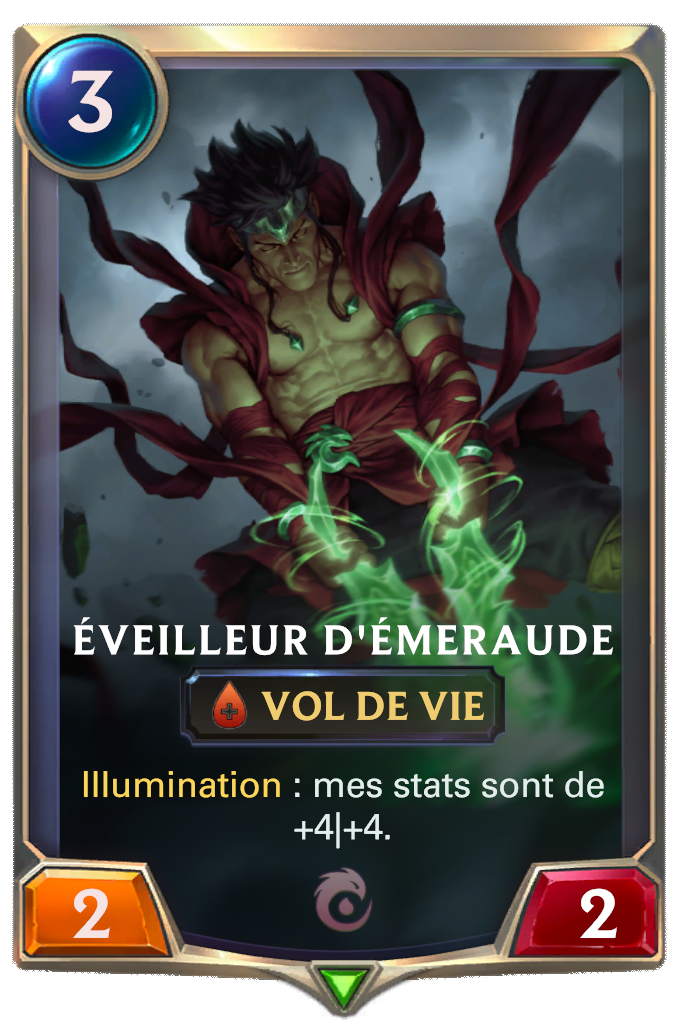 3
ÉVEILLEUR D'ÉMERAUDE
VOL DE VIE
Illumination : mes stats sont de
+4|+4.
2
2